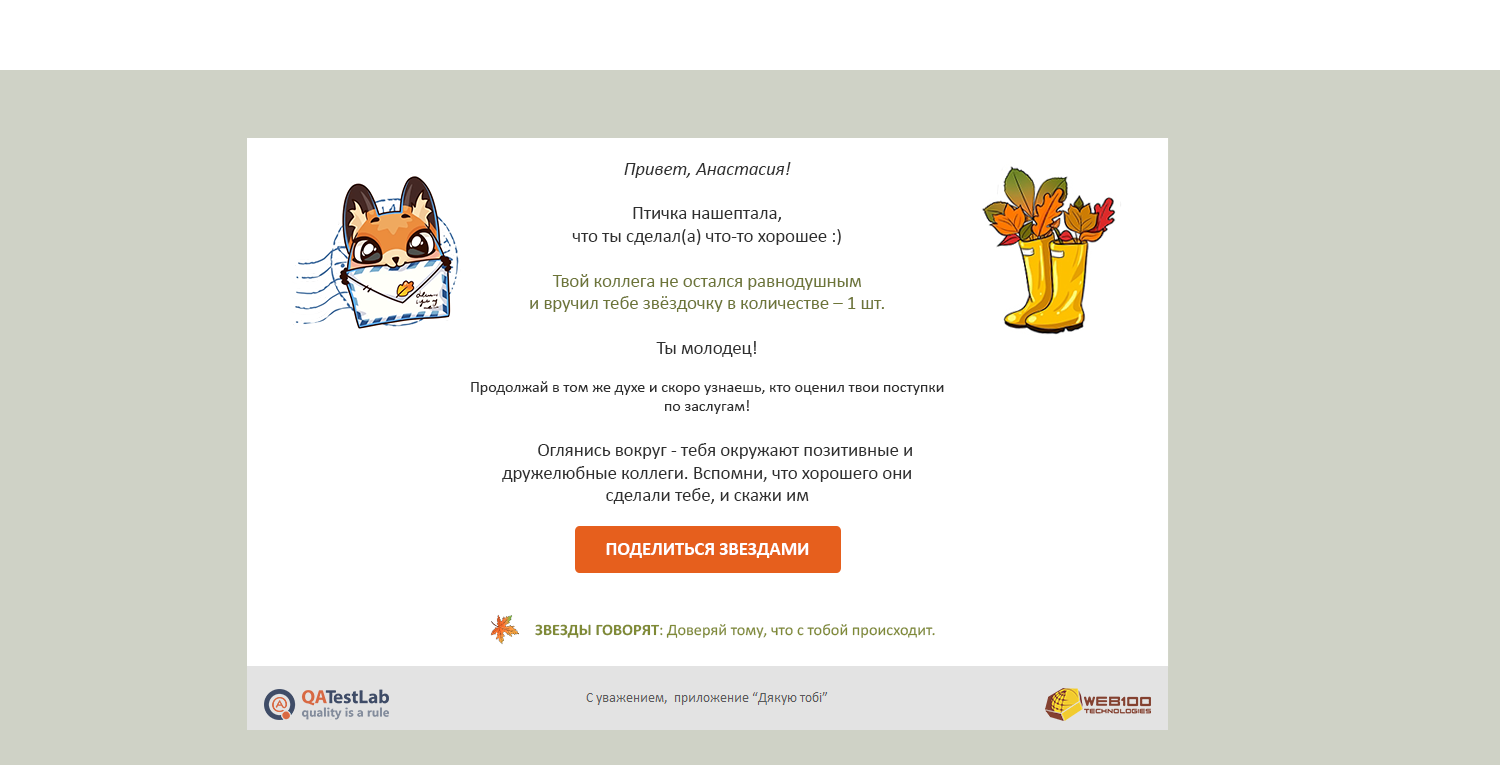 Привет, Анастасия!
Птичка нашептала,
что ты сделал(а) что-то хорошее :)
Твой коллега не остался равнодушным
и вручил тебе звёздочку в количестве – 1 шт.
Ты молодец!
Продолжай в том же духе и скоро узнаешь, кто оценил твои поступки
по заслугам!
Оглянись вокруг - тебя окружают позитивные и
дружелюбные коллеги. Вспомни, что хорошего они
сделали тебе, и скажи им
ПОДЕЛИТЬСЯ ЗВЕЗДАМИ
ЗВЕЗДЫ ГОВОРЯТ: Доверяй тому, что с тобой происходит.
QATestLab
quality is a rule
С уважением, приложение “Дякую тобі”
WEB100
TECHNOLOGIES